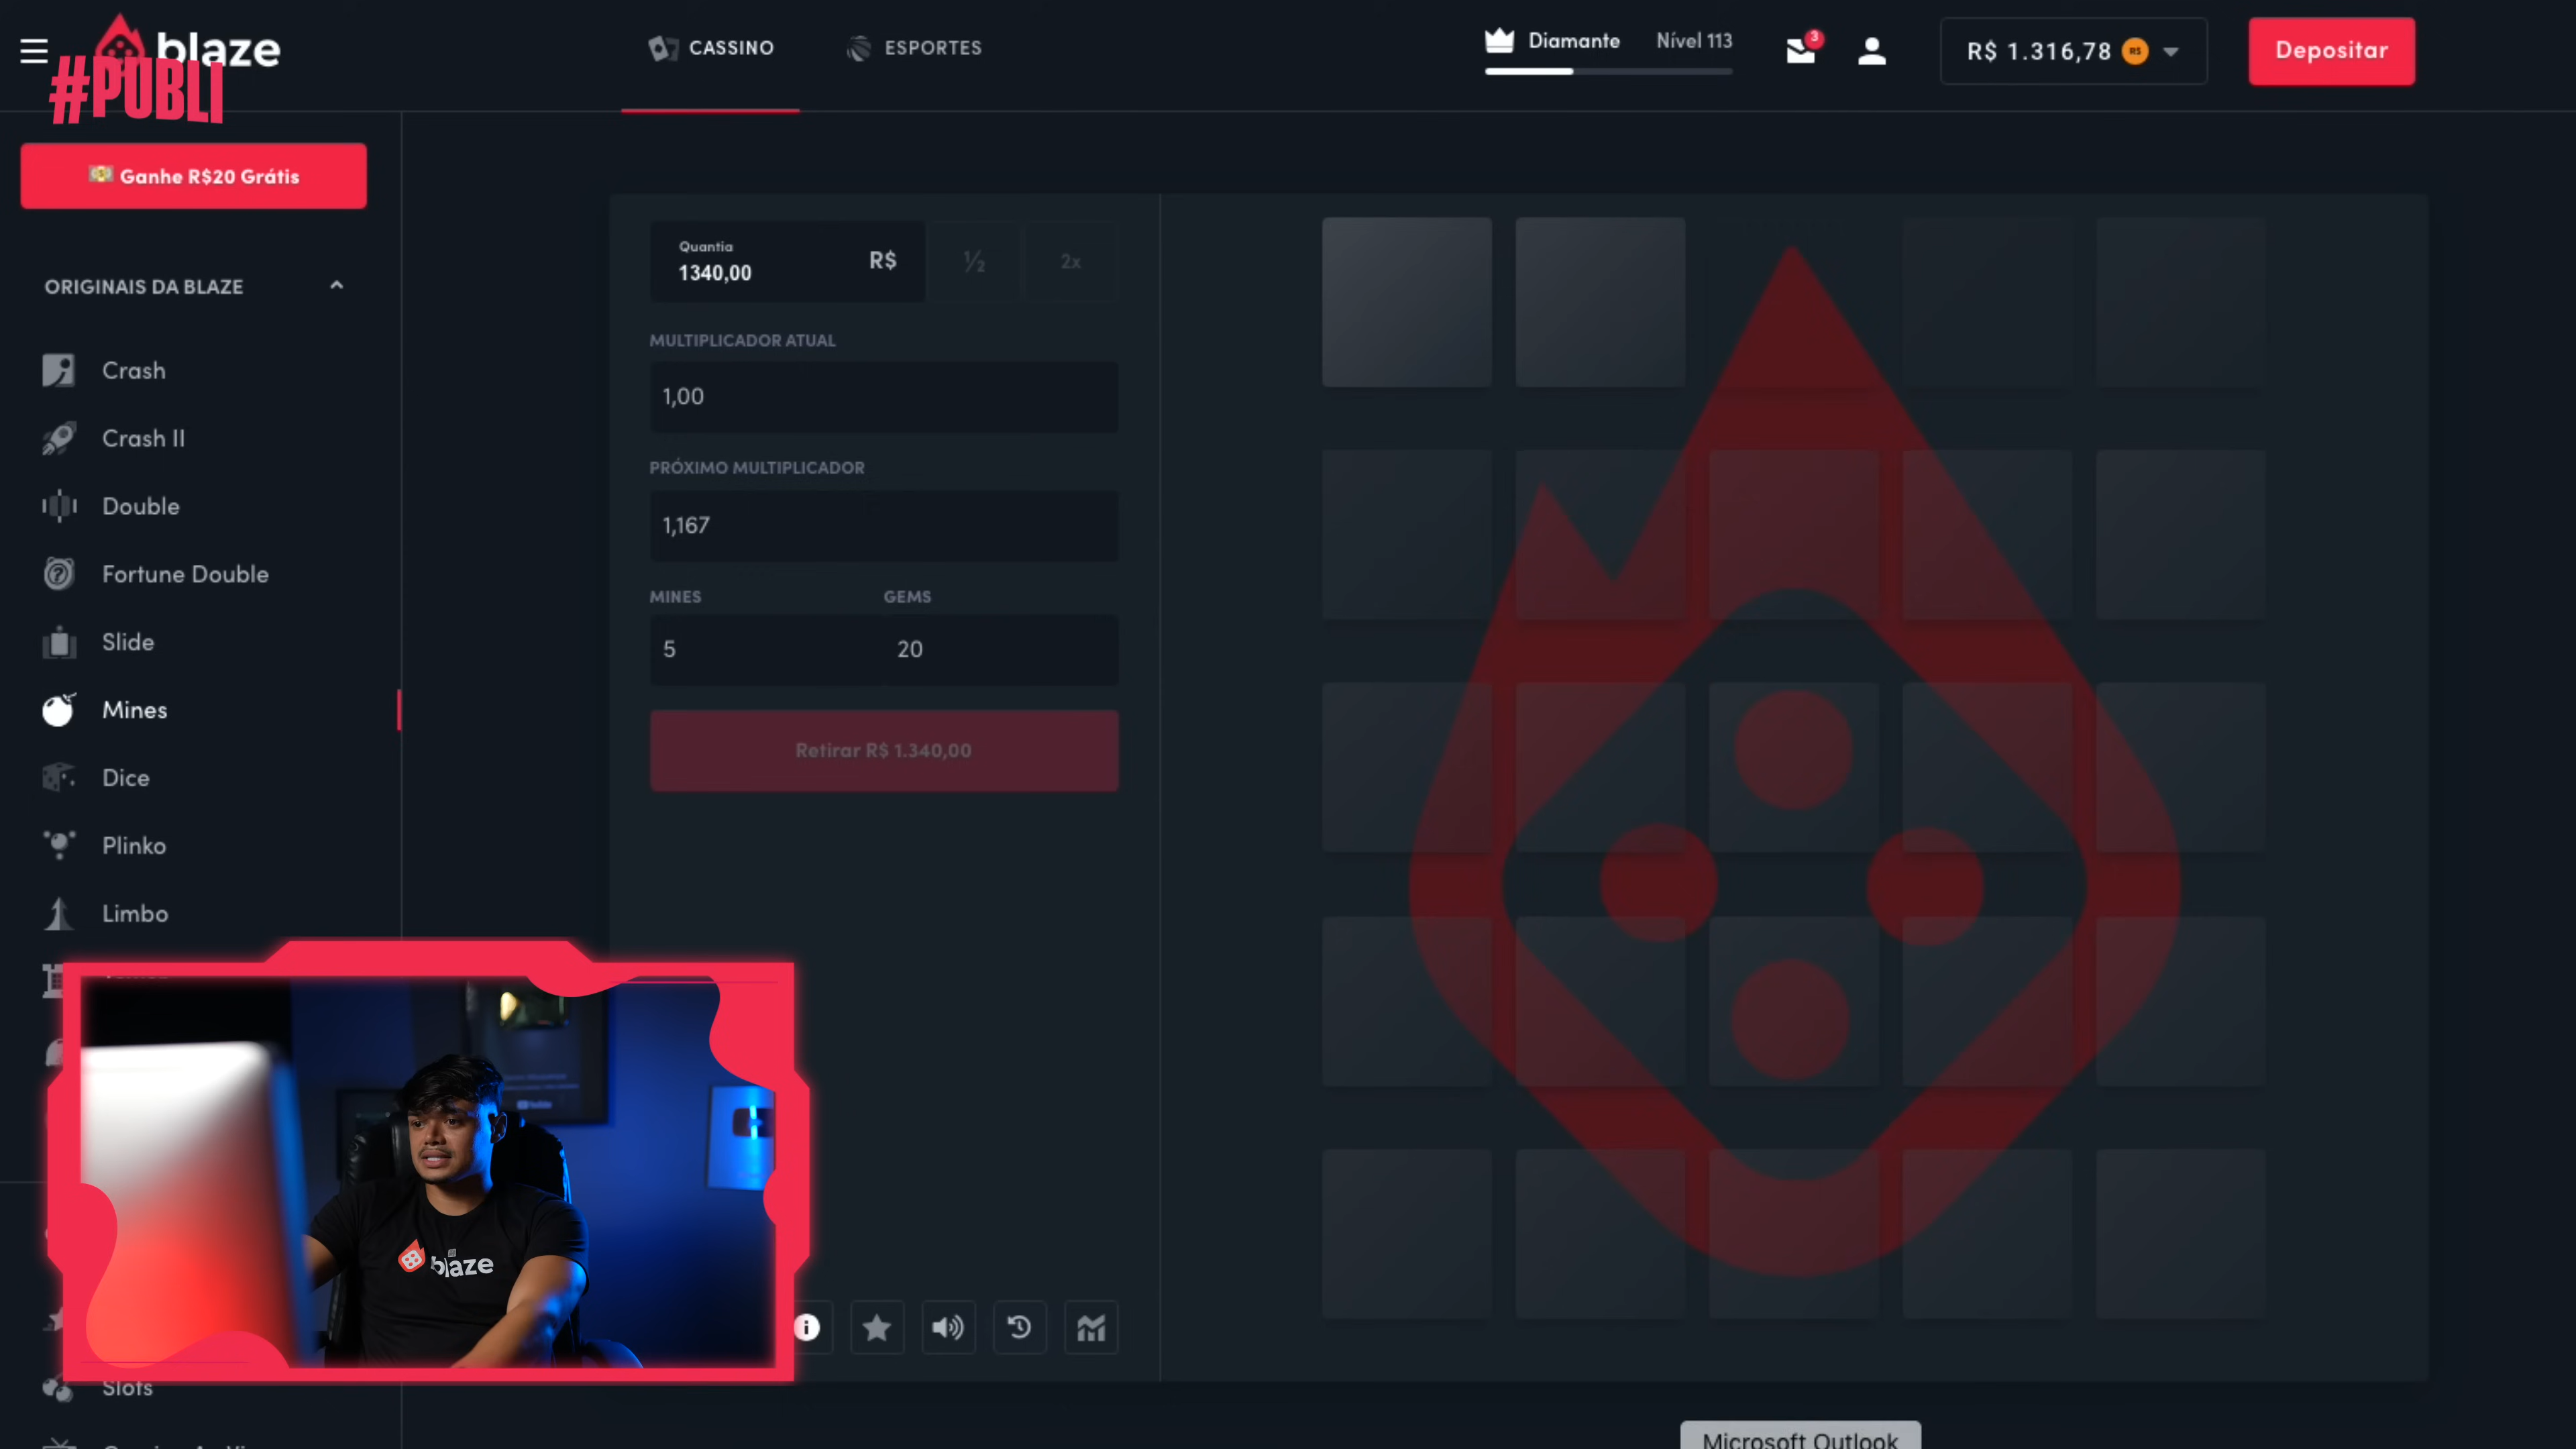 blaze
#PUBLI
CASSINO
ESPORTES
Diamante
Nível 113
3
R$ 1.316,78
R$
Depositar
Ganhe R$20 Grátis
ORIGINAIS DA BLAZE
Crash
Crash II
Double
Fortune Double
Slide
Mines
Dice
Plinko
Limbo
Slots
Quantia
1340,00
R$
½
2x
MULTIPLICADOR ATUAL
1,00
PRÓXIMO MULTIPLICADOR
1,167
MINES
GEMS
5
20
Retirar R$ 1.340,00
blaze
Microsoft Outlook